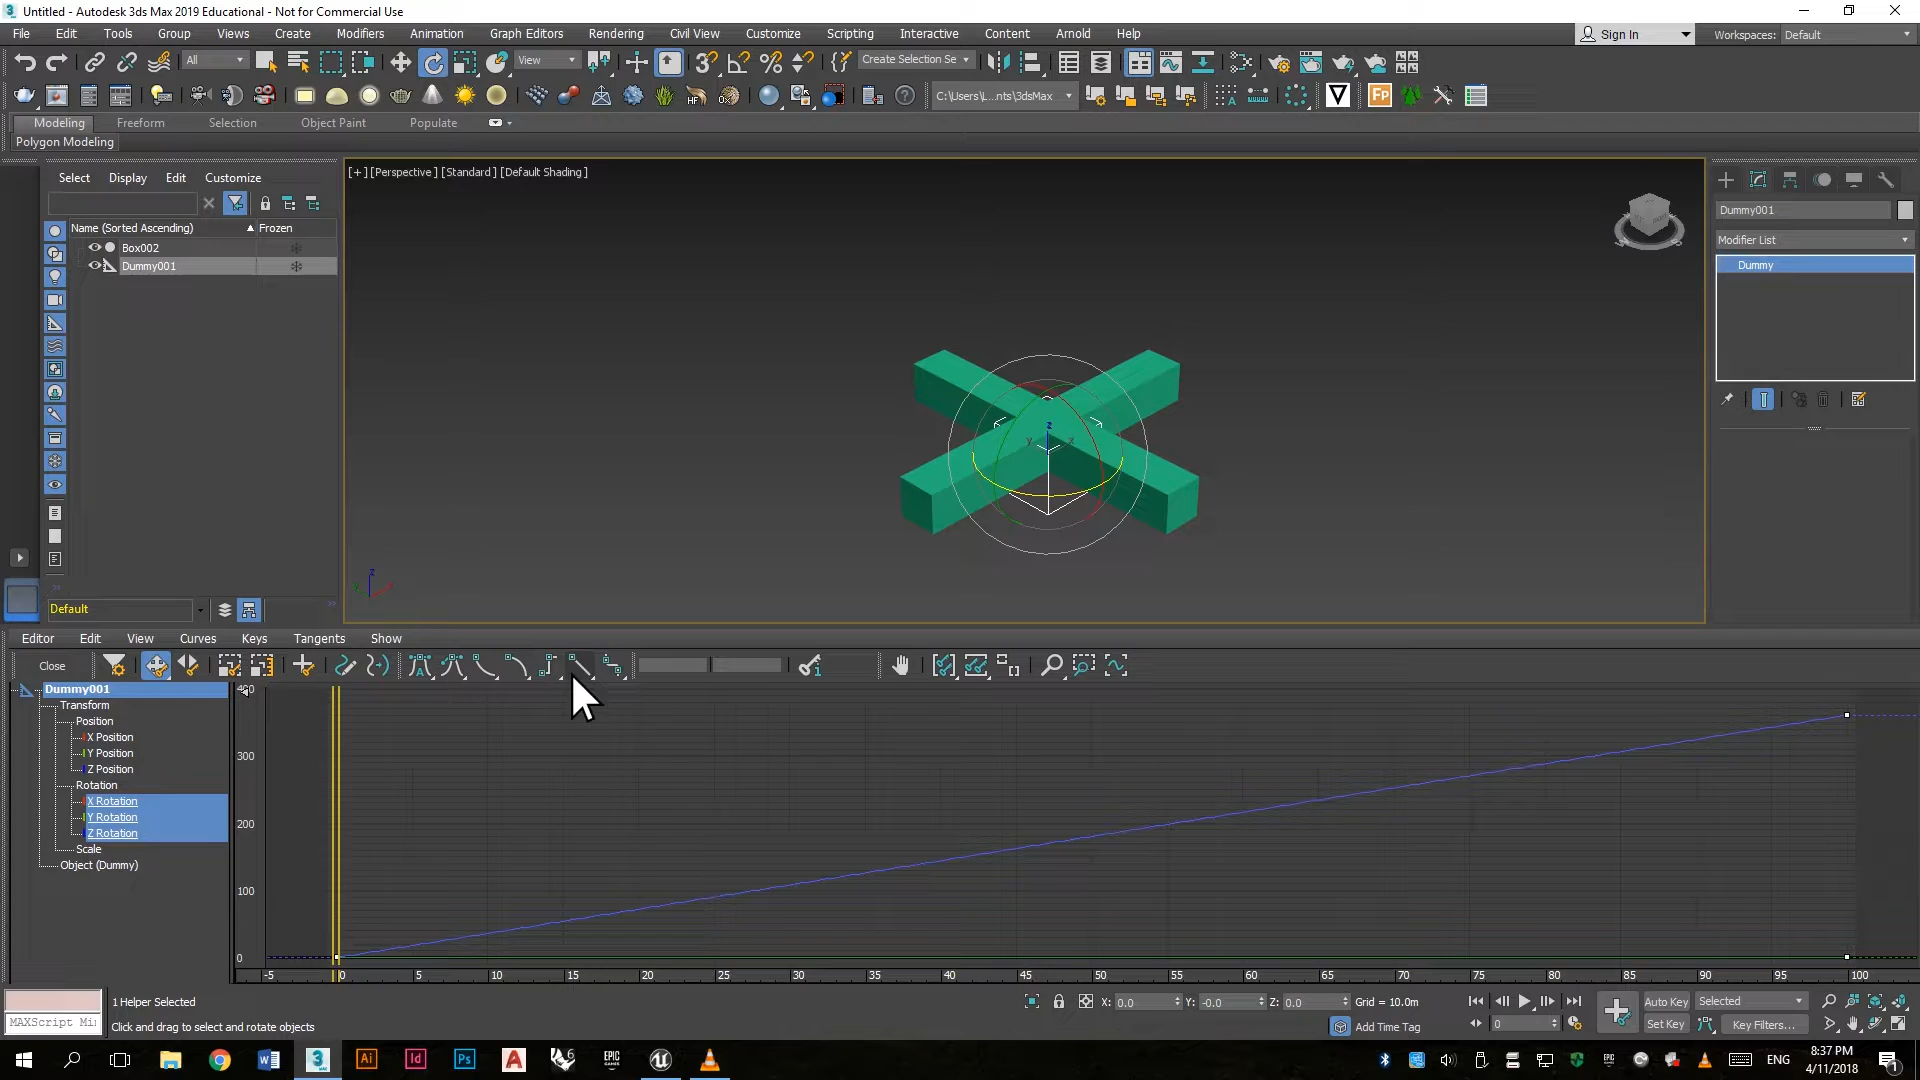 Untitled - Autodesk 3ds Max 2019 Educational - Not for Commercial Use
File Edit Tools Group Views Create Modifiers Animation Graph Editors Rendering Civil View Customize Scripting Interactive Content Arnold Help Sign In Workspaces: Default
All View Create Selection Se
C:\Users\L...nts\3dsMax
Modeling Freeform Selection Object Paint Populate
Polygon Modeling
Select Display Edit Customize
Name (Sorted Ascending) Frozen
Box002
Dummy001
Default
[+] [Perspective] [Standard] [Default Shading]
Dummy001
Modifier List
Dummy
Editor Edit View Curves Keys Tangents Show
Close
Dummy001
Transform
Position
X Position
Y Position
Z Position
Rotation
X Rotation
Y Rotation
Z Rotation
Scale
Object (Dummy)
300
200
100
0
-5 0 5 10 15 20 25 30 35 40 45 50 55 60 65 70 75 80 85 90 95 100
1 Helper Selected
X: 0.0 Y: -0.0 Z: 0.0 Grid = 10.0m
Auto Key Selected
MAXScript Mi
Click and drag to select and rotate objects
Add Time Tag
0
Set Key Key Filters...
ENG
8:37 PM
4/11/2018